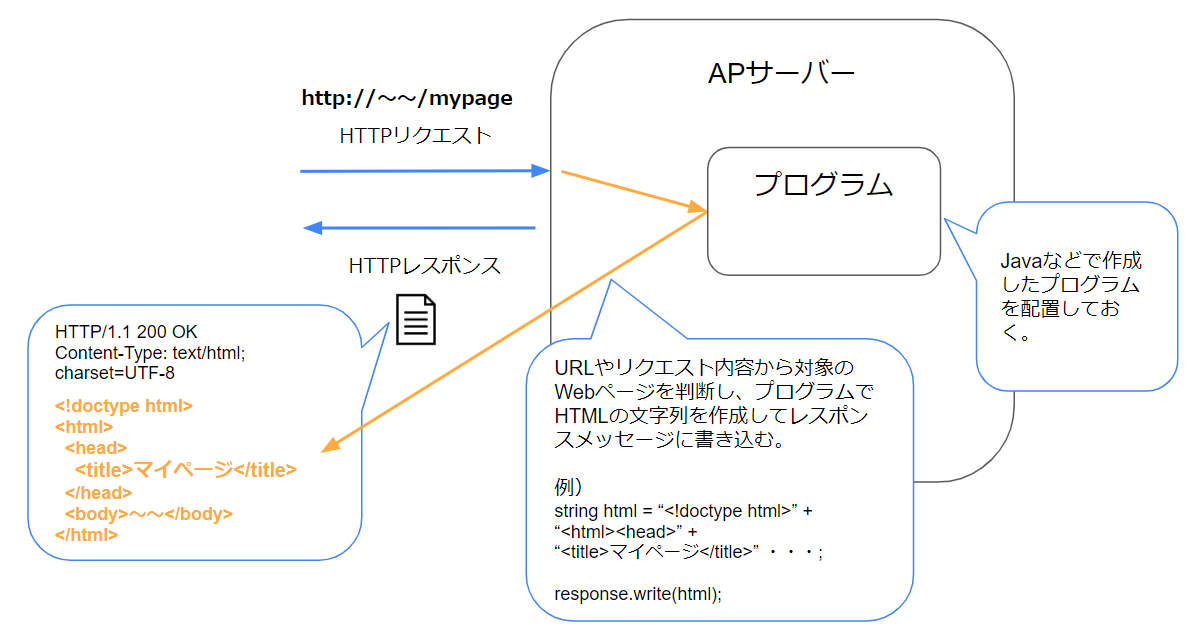 APサーバー
http://～～/mypage
HTTPリクエスト
プログラム
HTTPレスポンス
Javaなどで作成
したプログラム
を配置してお
く。
HTTP/1.1 200 OK
Content-Type: text/html;
charset=UTF-8
<!doctype html>
<html>
<head>
<title>マイページ</title>
</head>
<body>～～</body>
</html>
URLやリクエスト内容から対象の
Webページを判断し、プログラムで
HTMLの文字列を作成してレスポン
スメッセージに書き込む。
例）
string html = “<!doctype html>” +
“<html><head>” +
“<title>マイページ</title>” ・・・;
response.write(html);